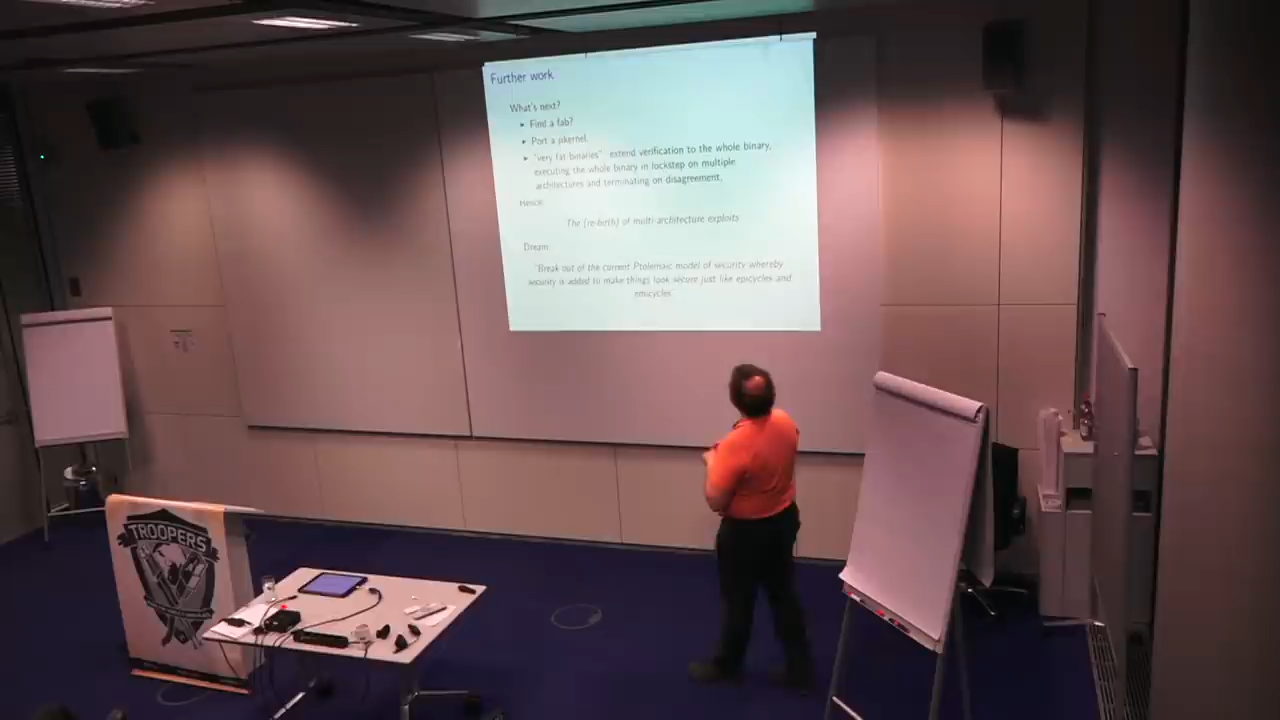 Further work
What's next?
▸ Find a fab?
▸ Port a μkernel.
▸ "very fat binaries" extend verification to the whole binary,
executing the whole binary in lockstep on multiple
architectures and terminating on disagreement.
Hence:
The (re-birth) of multi-architecture exploits
Dream:
"Break out of the current Ptolemaic model of security whereby
security is added to make things look secure just like epicycles and
emicycles
TROOPERS